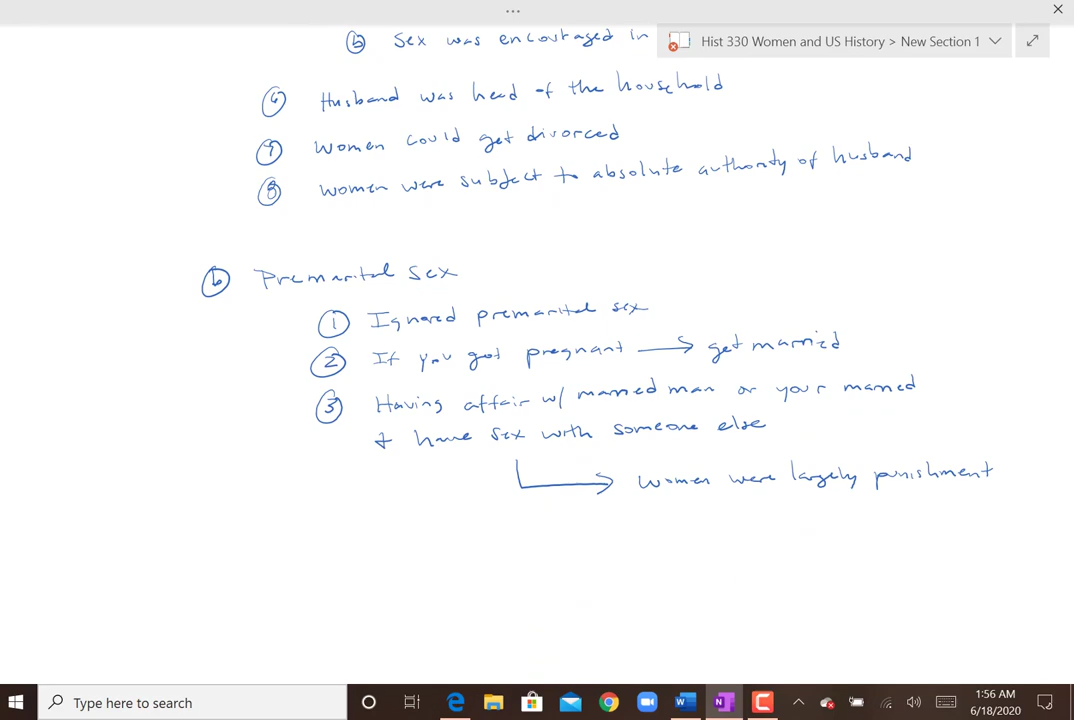 ⓑ Sex was encouraged in
Hist 330 Women and US History > New Section 1
⑥ Husband was head of the household
⑦ Women could get divorced
⑧ Women were subject to absolute authority of husband
ⓑ Premarital Sex
① Ignored premarital sex
② If you got pregnant → get married
③ Having affair w/ married man or your married
+ have sex with someone else
→ Women were largely punishment
Type here to search
1:56 AM
6/18/2020